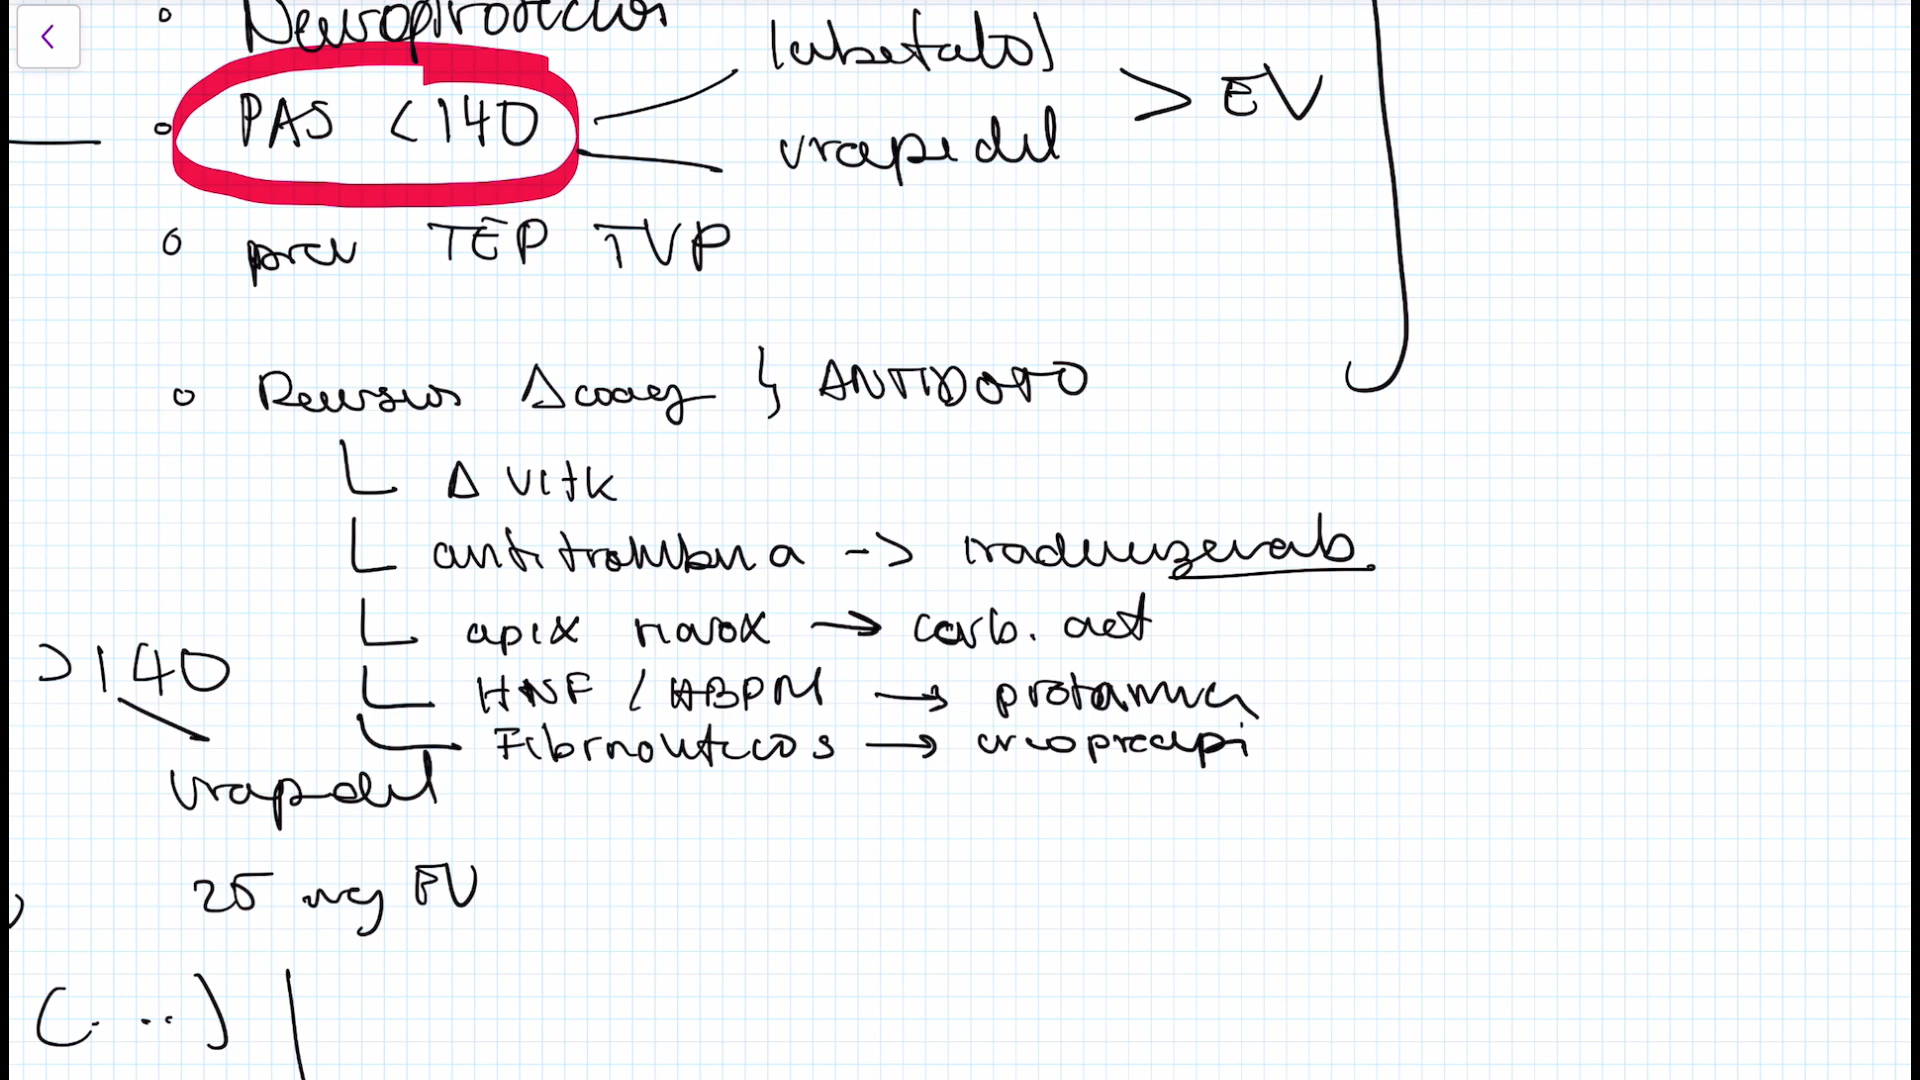 Neuroprotección
labetalol
PAS < 140
urapidil
> EV
prev TEP TVP
Reversión Δ coag } ANTIDOTO
Δ vit K
antitrombina -> idarucizumab
apix rivarox → carb. act
HNF / HBPM → protamina
Fibrinolíticos → crioprecipi
>140
urapidil
25 mg EV
(...)